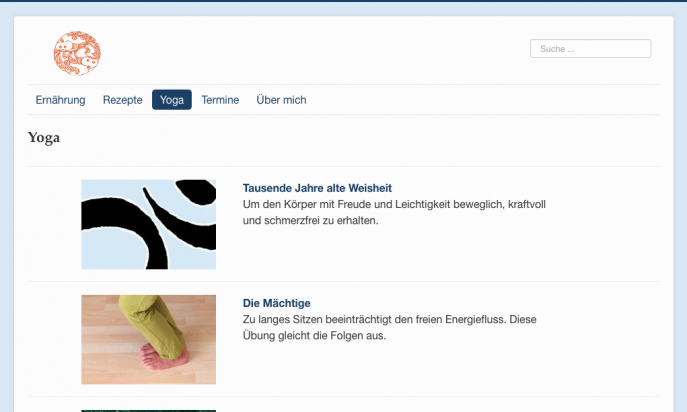 Suche ...
Ernährung Rezepte Yoga Termine Über mich
Yoga
Tausende Jahre alte Weisheit
Um den Körper mit Freude und Leichtigkeit beweglich, kraftvoll
und schmerzfrei zu erhalten.
Die Mächtige
Zu langes Sitzen beeinträchtigt den freien Energiefluss. Diese
Übung gleicht die Folgen aus.